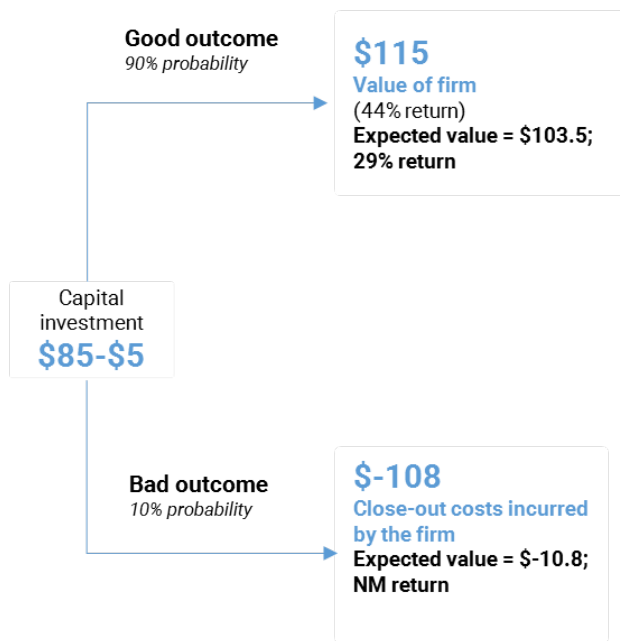 Good outcome
90% probability
$115
Value of firm
(44% return)
Expected value = $103.5;
29% return
Capital
investment
$85-$5
Bad outcome
10% probability
$-108
Close-out costs incurred
by the firm
Expected value = $-10.8;
NM return